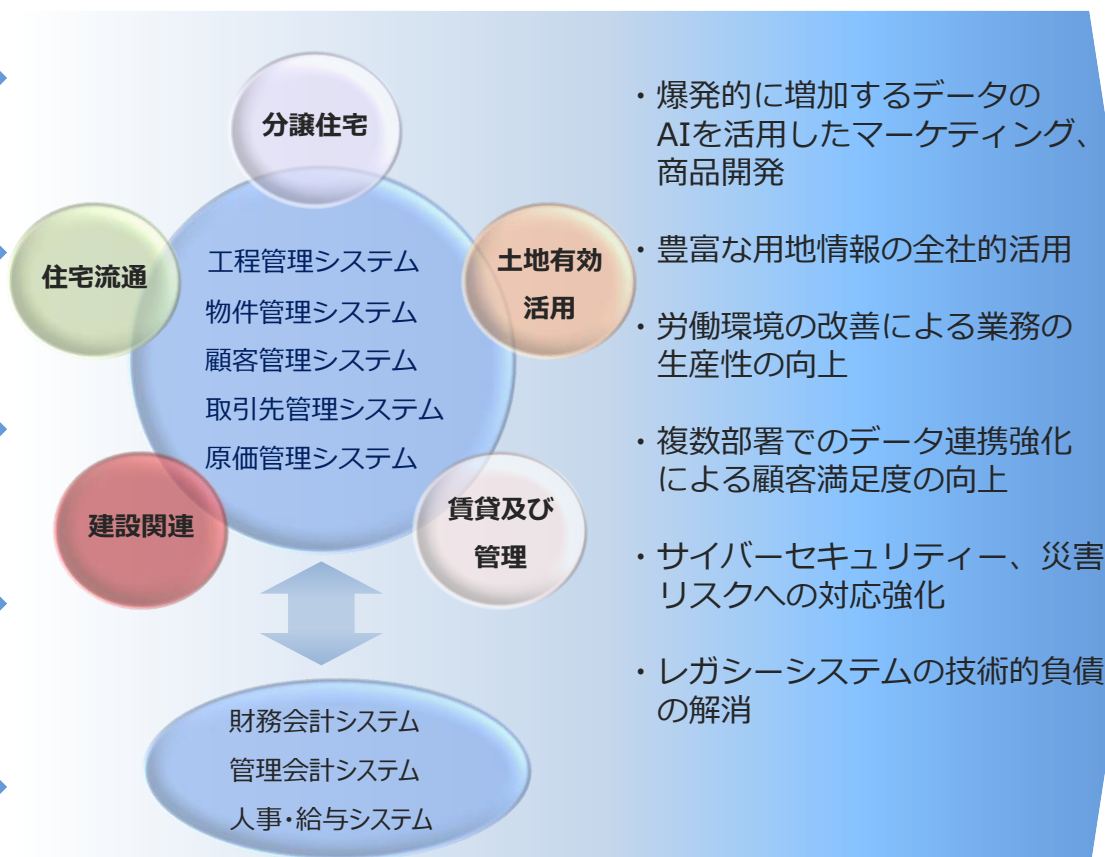 分譲住宅
住宅流通
土地有効
活用
工程管理システム
物件管理システム
顧客管理システム
取引先管理システム
原価管理システム
建設関連
賃貸及び
管理
財務会計システム
管理会計システム
人事・給与システム
・爆発的に増加するデータの
AIを活用したマーケティング、
商品開発
・豊富な用地情報の全社的活用
・労働環境の改善による業務の
生産性の向上
・複数部署でのデータ連携強化
による顧客満足度の向上
・サイバーセキュリティー、災害
リスクへの対応強化
・レガシーシステムの技術的負債
の解消